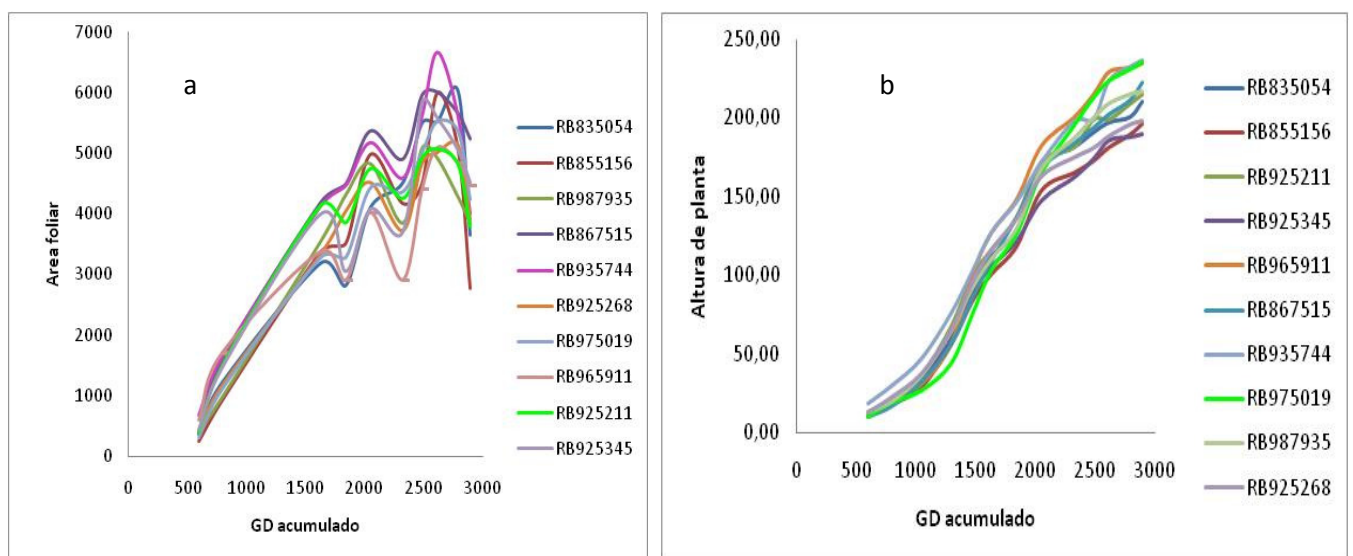 a
7000
6000
5000
4000
3000
2000
1000
0
Area foliar
0 500 1000 1500 2000 2500 3000
GD acumulado
RB835054
RB855156
RB987935
RB867515
RB935744
RB925268
RB975019
RB965911
RB925211
RB925345
b
250,00
200,00
150,00
100,00
50,00
0,00
Altura de planta
0 500 1000 1500 2000 2500 3000
GD acumulado
RB835054
RB855156
RB925211
RB925345
RB965911
RB867515
RB935744
RB975019
RB987935
RB925268